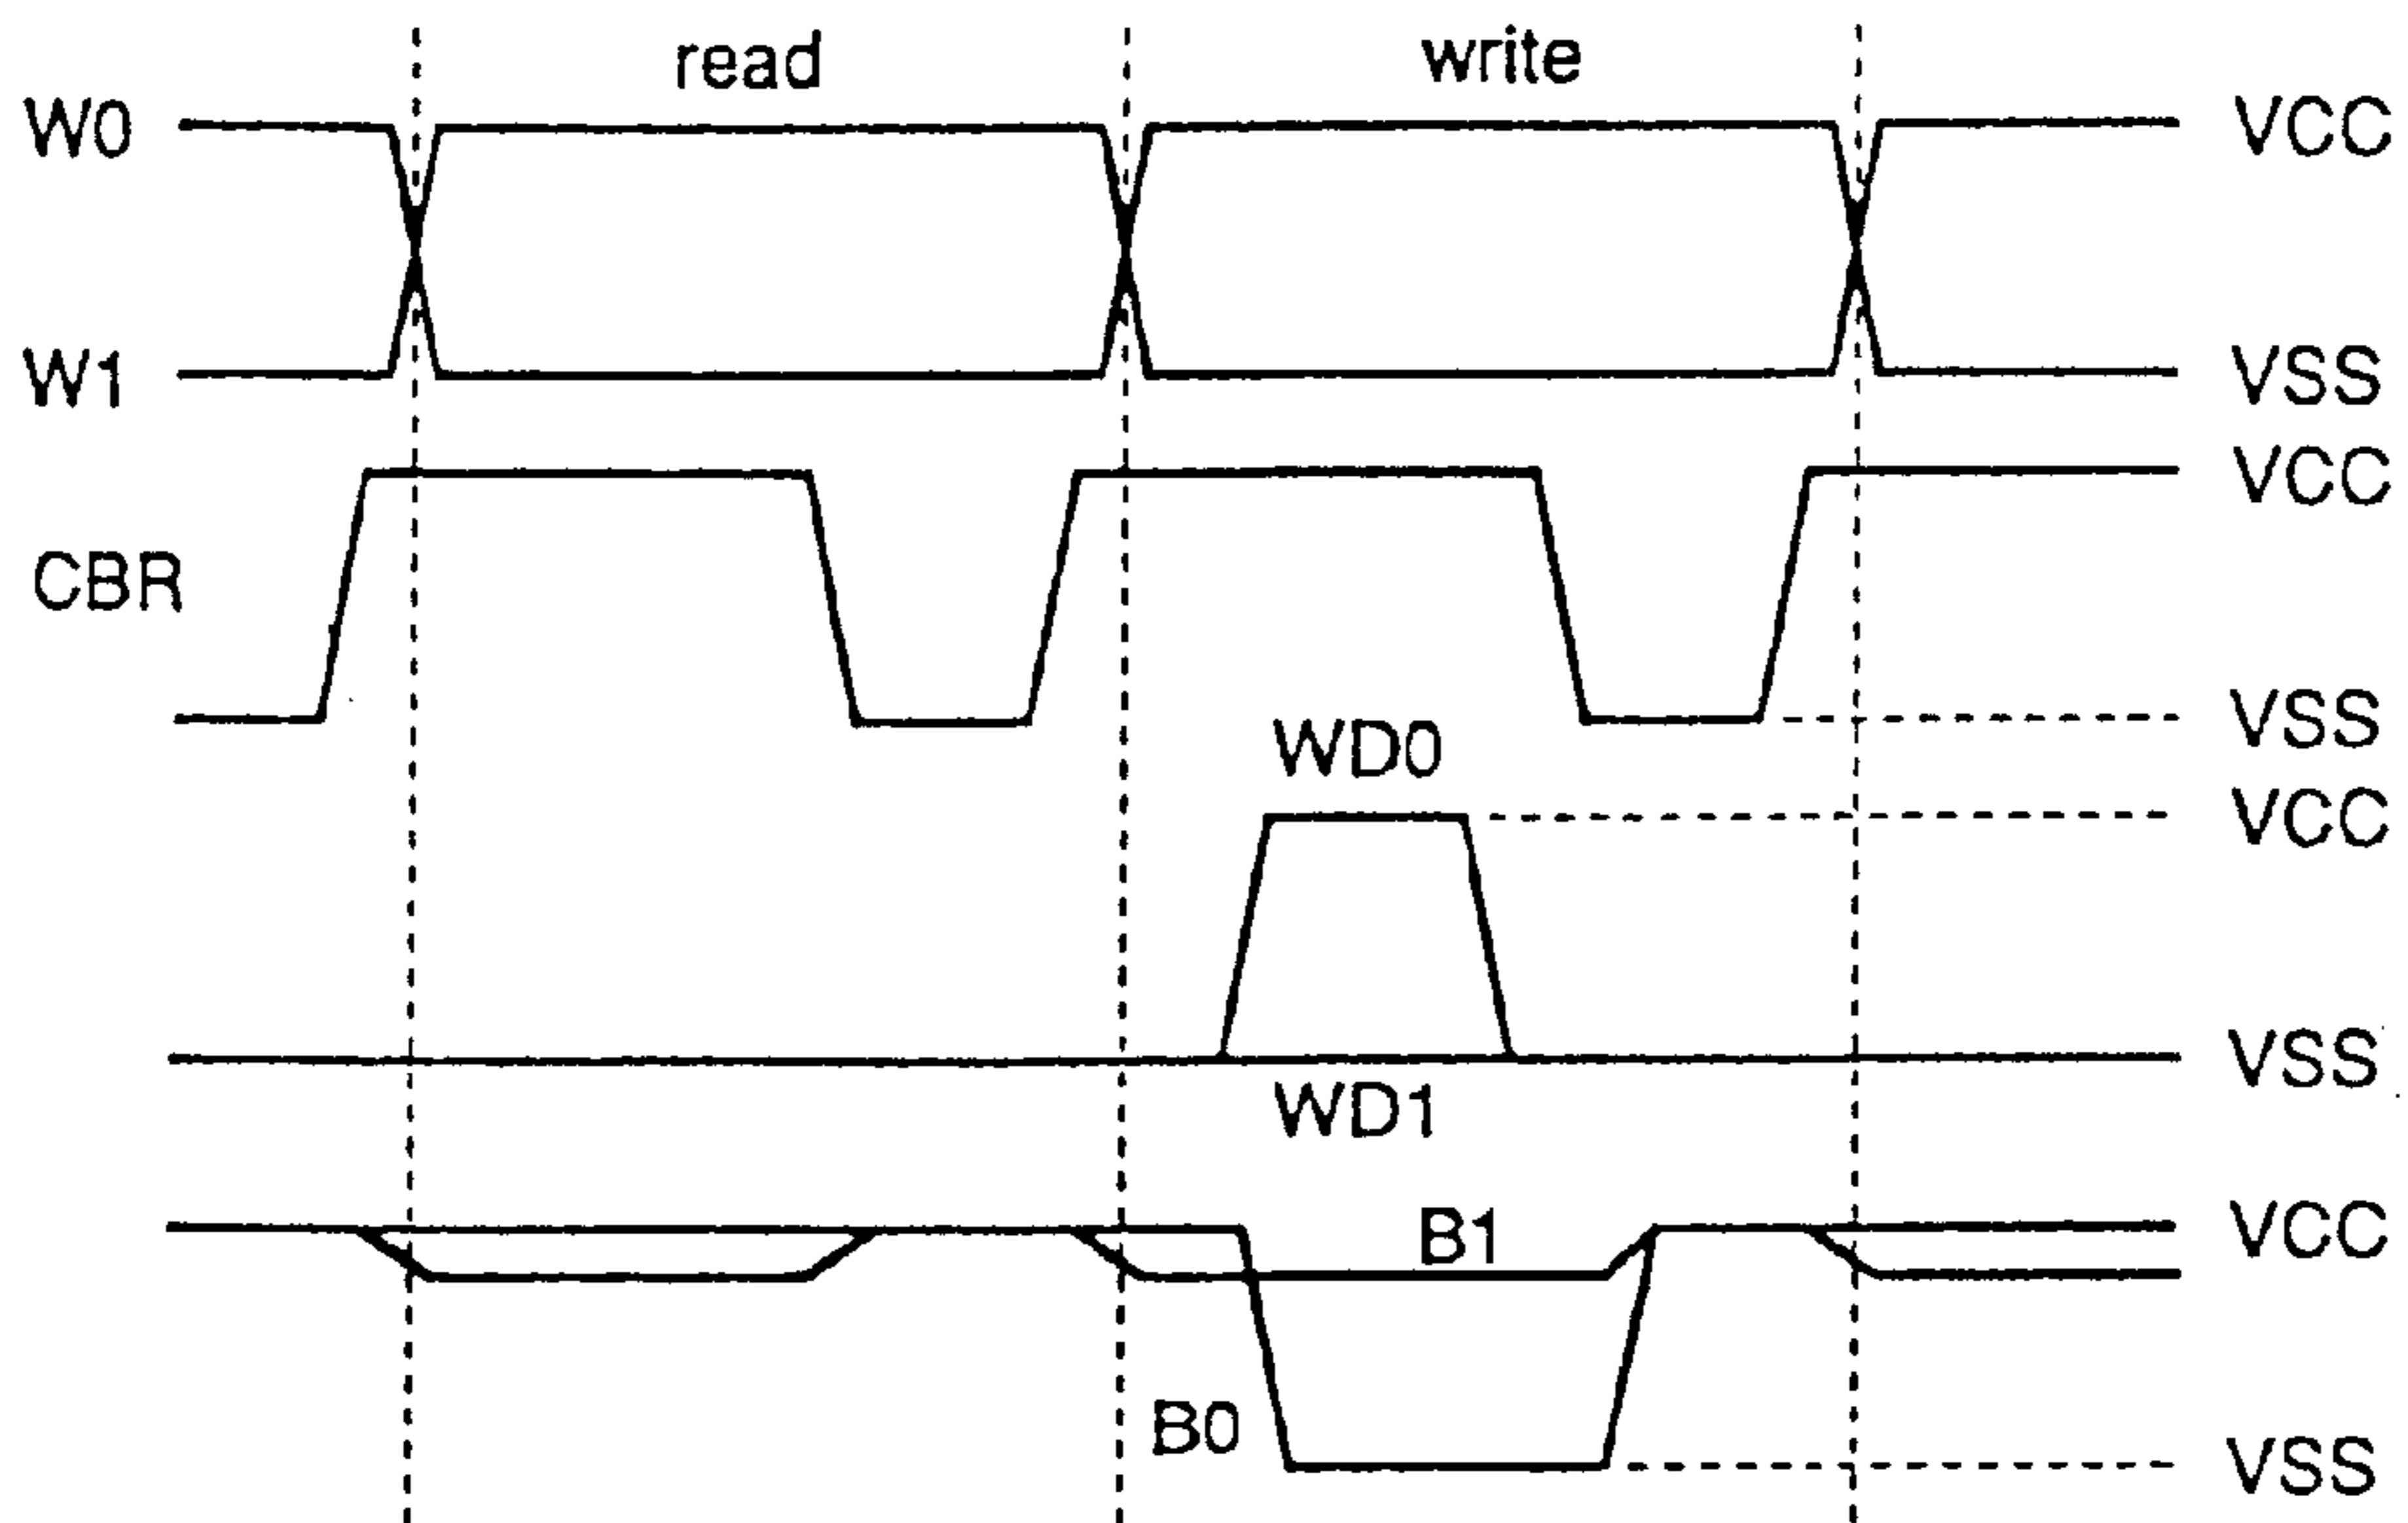 read
write
W0
VCC
W1
VSS
VCC
CBR
VSS
WD0
VCC
VSS
WD1
B1
VCC
B0
VSS